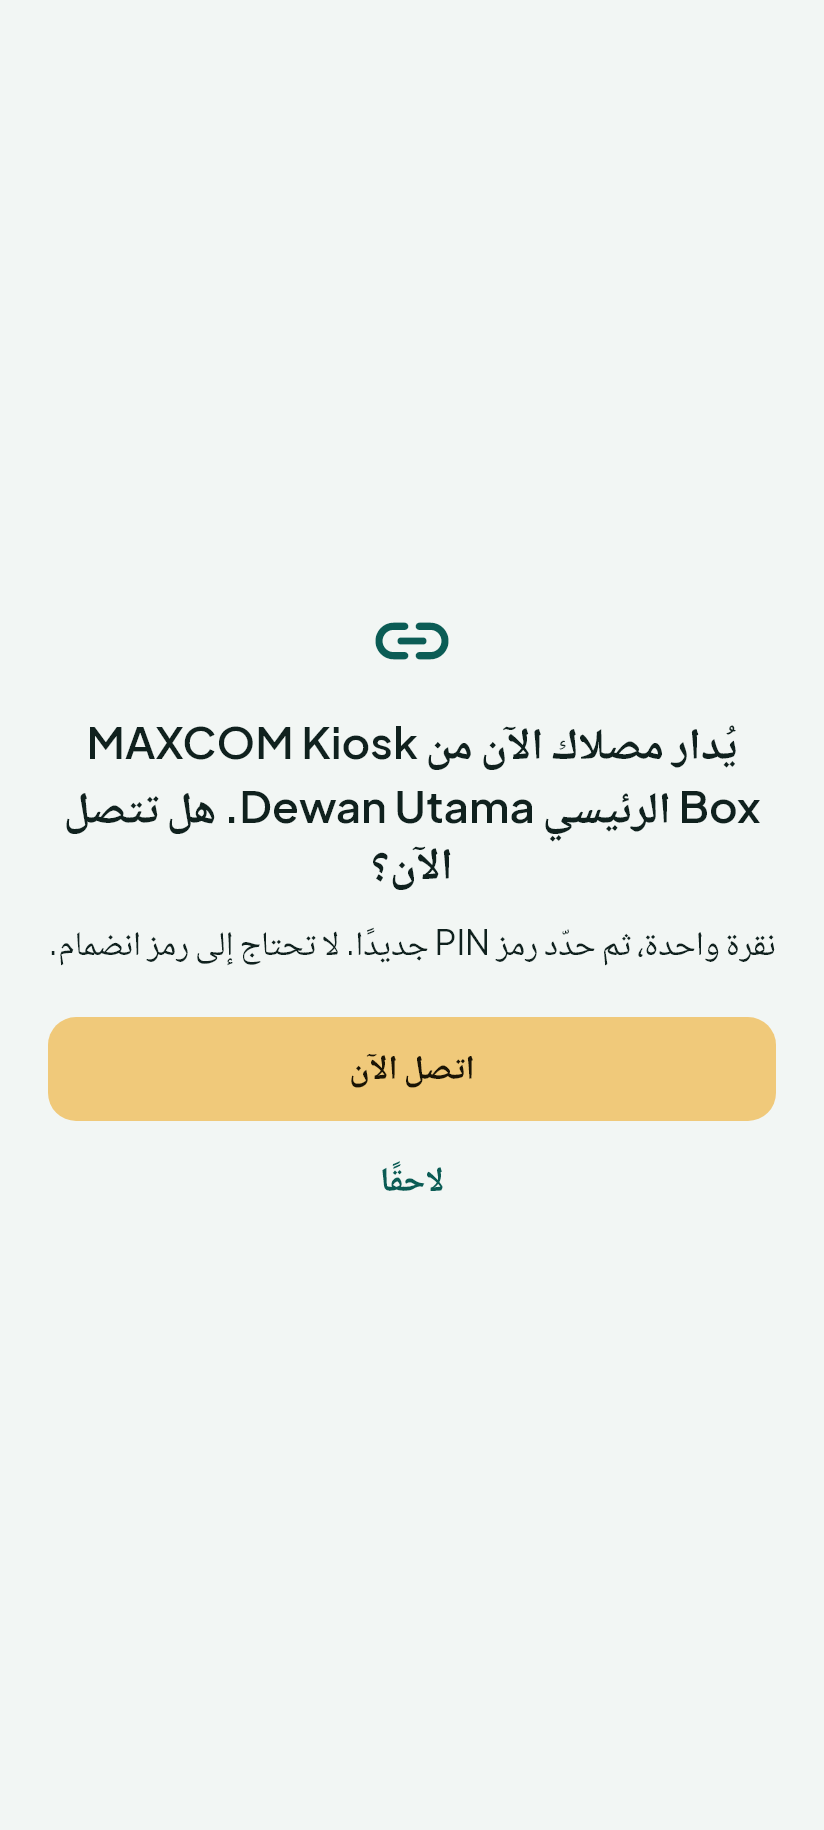 يُدار مصلاك الآن من MAXCOM Kiosk
Box الرئيسي Dewan Utama. هل تتصل
الآن؟
نقرة واحدة، ثم حدّد رمز PIN جديدًا. لا تحتاج إلى رمز انضمام.
اتصل الآن
لاحقًا